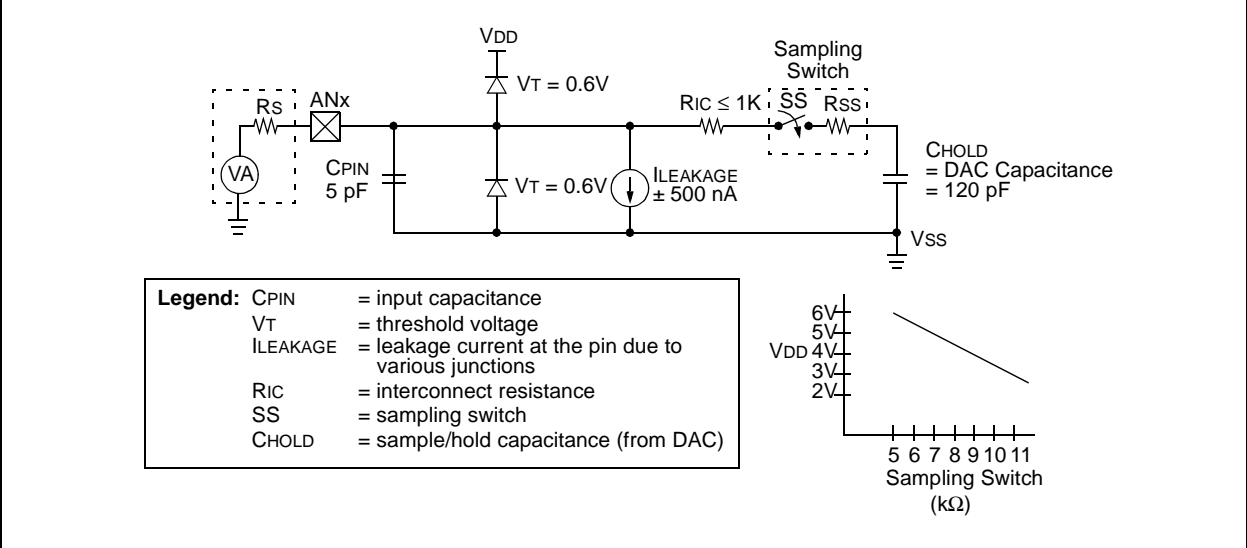 VDD
Sampling
Switch
VT = 0.6V
RS
ANx
RIC ≤ 1K
SS
RSS
VA
CPIN
5 pF
VT = 0.6V
ILEAKAGE
± 500 nA
CHOLD
= DAC Capacitance
= 120 pF
VSS
Legend: CPIN = input capacitance
VT = threshold voltage
ILEAKAGE = leakage current at the pin due to
various junctions
RIC = interconnect resistance
SS = sampling switch
CHOLD = sample/hold capacitance (from DAC)
6V
5V
VDD 4V
3V
2V
5 6 7 8 9 10 11
Sampling Switch
(kΩ)